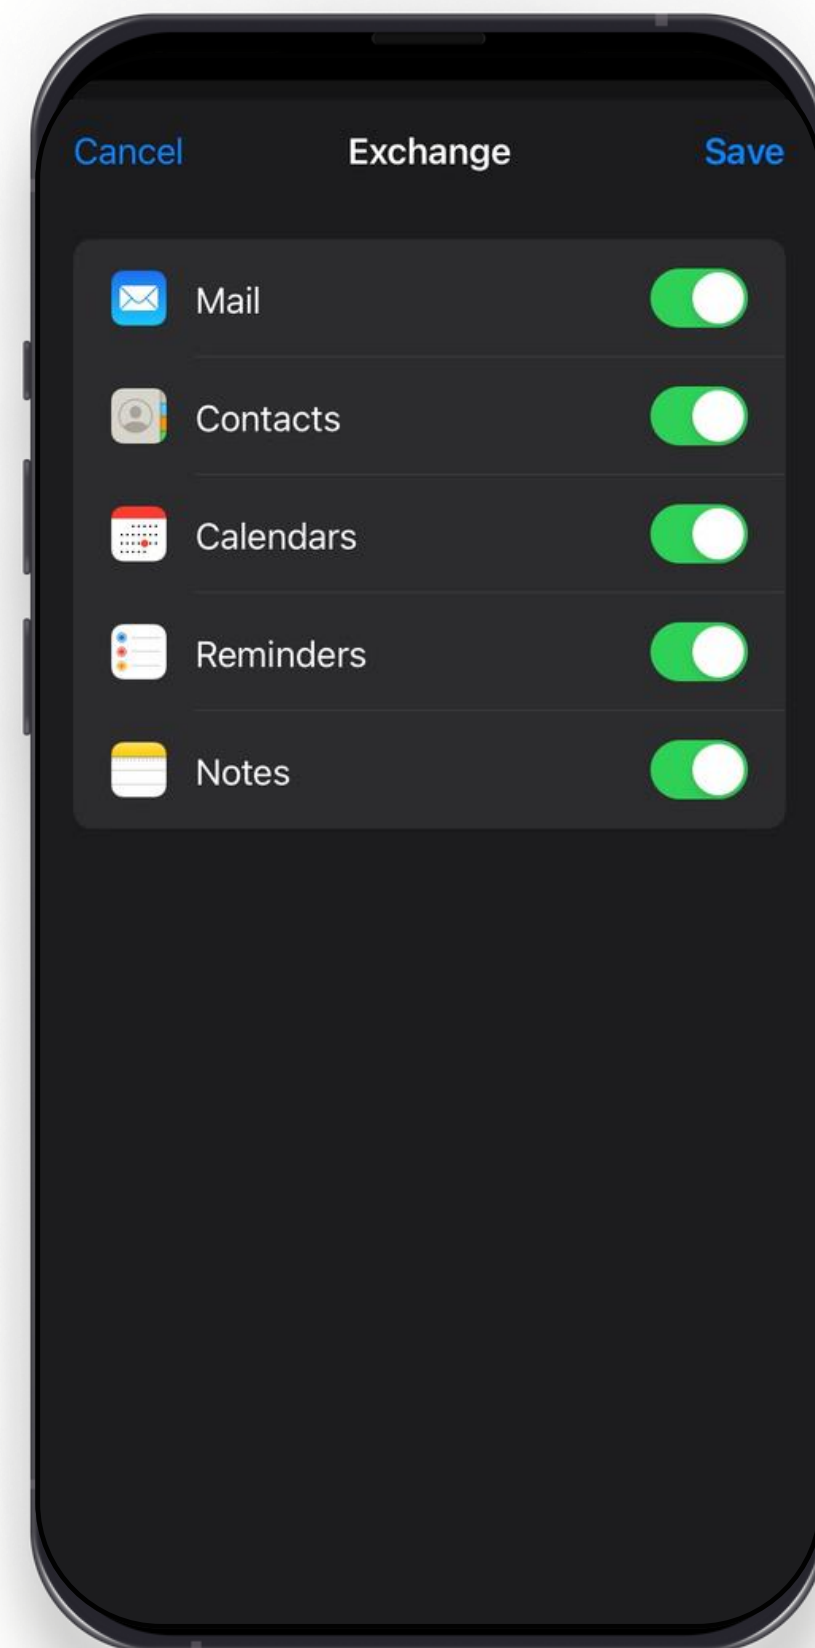 Cancel Exchange Save
Mail
Contacts
Calendars
Reminders
Notes